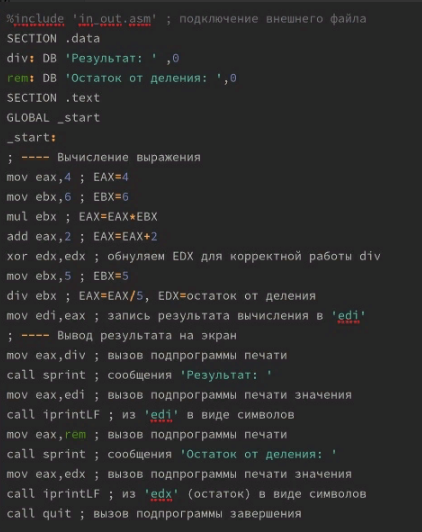 %include 'in_out.asm' ; подключение внешнего файла
SECTION .data
div: DB 'Результат: ' ,0
rem: DB 'Остаток от деления: ',0
SECTION .text
GLOBAL _start
_start:
; ---- Вычисление выражения
mov eax,4 ; EAX=4
mov ebx,6 ; EBX=6
mul ebx ; EAX=EAX*EBX
add eax,2 ; EAX=EAX+2
xor edx,edx ; обнуляем EDX для корректной работы div
mov ebx,5 ; EBX=5
div ebx ; EAX=EAX/5, EDX=остаток от деления
mov edi,eax ; запись результата вычисления в 'edi'
; ---- Вывод результата на экран
mov eax,div ; вызов подпрограммы печати
call sprint ; сообщения 'Результат: '
mov eax,edi ; вызов подпрограммы печати значения
call iprintLF ; из 'edi' в виде символов
mov eax,rem ; вызов подпрограммы печати
call sprint ; сообщения 'Остаток от деления: '
mov eax,edx ; вызов подпрограммы печати значения
call iprintLF ; из 'edx' (остаток) в виде символов
call quit ; вызов подпрограммы завершения